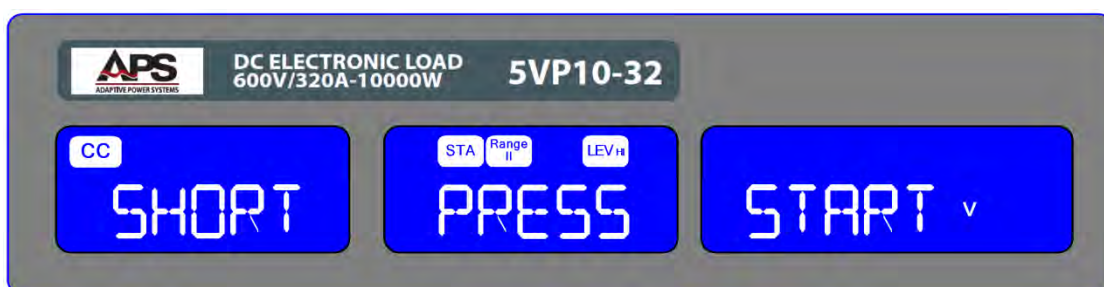 APS
ADAPTIVE POWER SYSTEMS
DC ELECTRONIC LOAD
600V/320A-10000W
5VP10-32
CC
SHORT
STA
Range
II
LEV HI
PRESS
START V